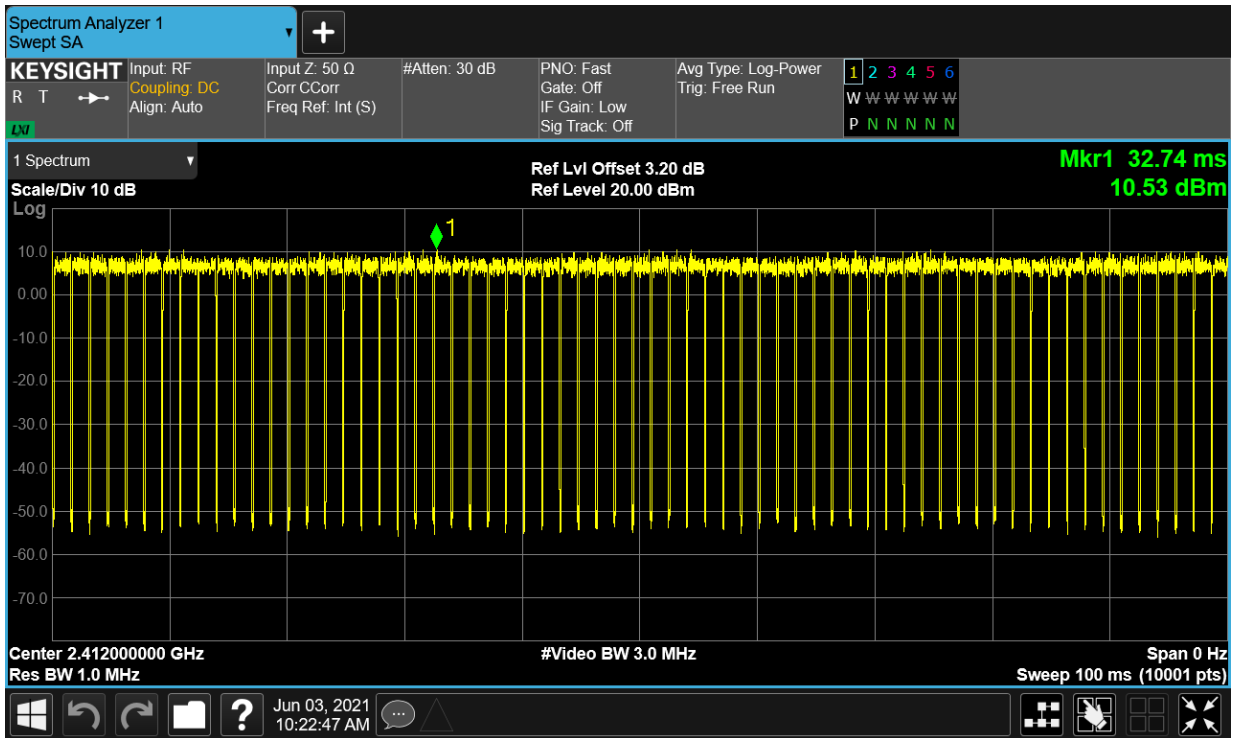 Spectrum Analyzer 1
Swept SA
KEYSIGHT
R T
LXI
Input: RF
Coupling: DC
Align: Auto
Input Z: 50 Ω
Corr CCorr
Freq Ref: Int (S)
#Atten: 30 dB
PNO: Fast
Gate: Off
IF Gain: Low
Sig Track: Off
Avg Type: Log-Power
Trig: Free Run
1 2 3 4 5 6
W W W W W W
P N N N N N
1 Spectrum
Scale/Div 10 dB
Log
Ref Lvl Offset 3.20 dB
Ref Level 20.00 dBm
Mkr1 32.74 ms
10.53 dBm
1
10.0
0.00
-10.0
-20.0
-30.0
-40.0
-50.0
-60.0
-70.0
Center 2.412000000 GHz
Res BW 1.0 MHz
#Video BW 3.0 MHz
Span 0 Hz
Sweep 100 ms (10001 pts)
?
Jun 03, 2021
10:22:47 AM